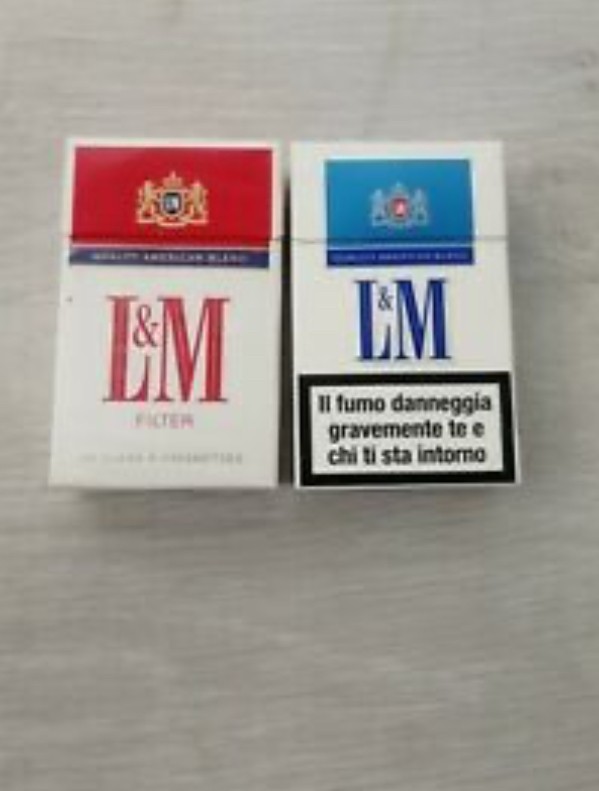 QUALITY AMERICAN BLEND
L&M
FILTER
QUALITY AMERICAN BLEND
L&M
Il fumo danneggia
gravemente te e
chi ti sta intorno